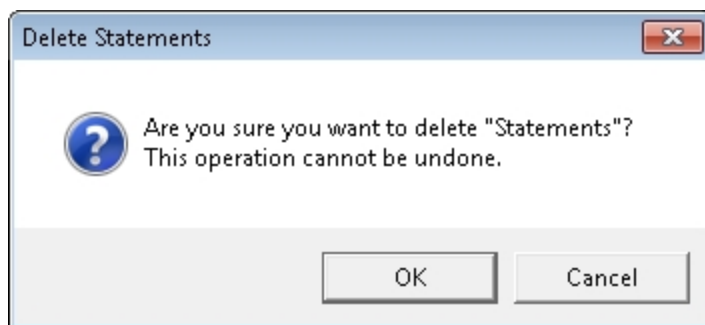 Delete Statements
Are you sure you want to delete "Statements"?
This operation cannot be undone.
OK
Cancel